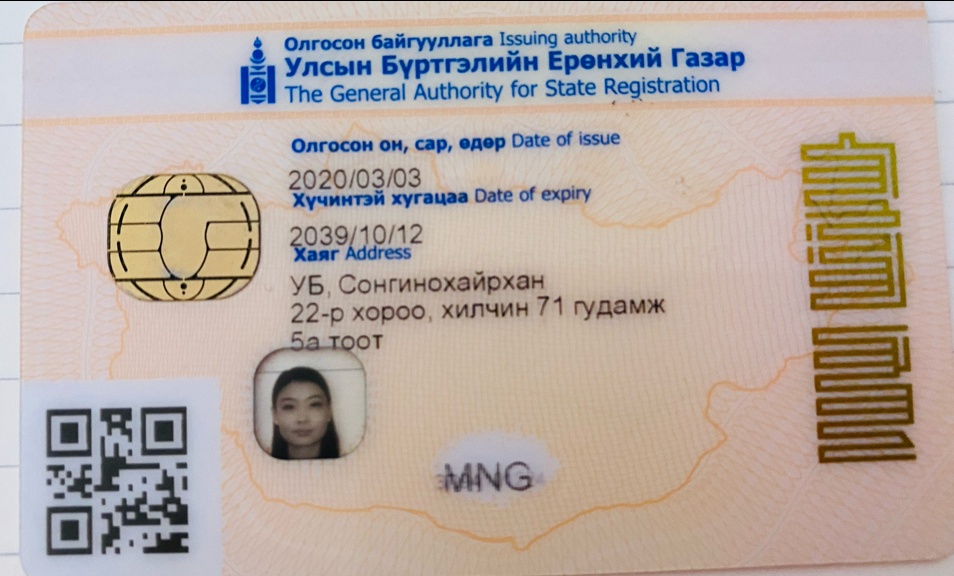 Олгосон байгууллага Issuing authority
Улсын Бүртгэлийн Ерөнхий Газар
The General Authority for State Registration
Олгосон он, сар, өдөр Date of issue
2020/03/03
Хүчинтэй хугацаа Date of expiry
2039/10/12
Хаяг Address
УБ, Сонгинохайрхан
22-р хороо, хилчин 71 гудамж
5а тоот
MNG